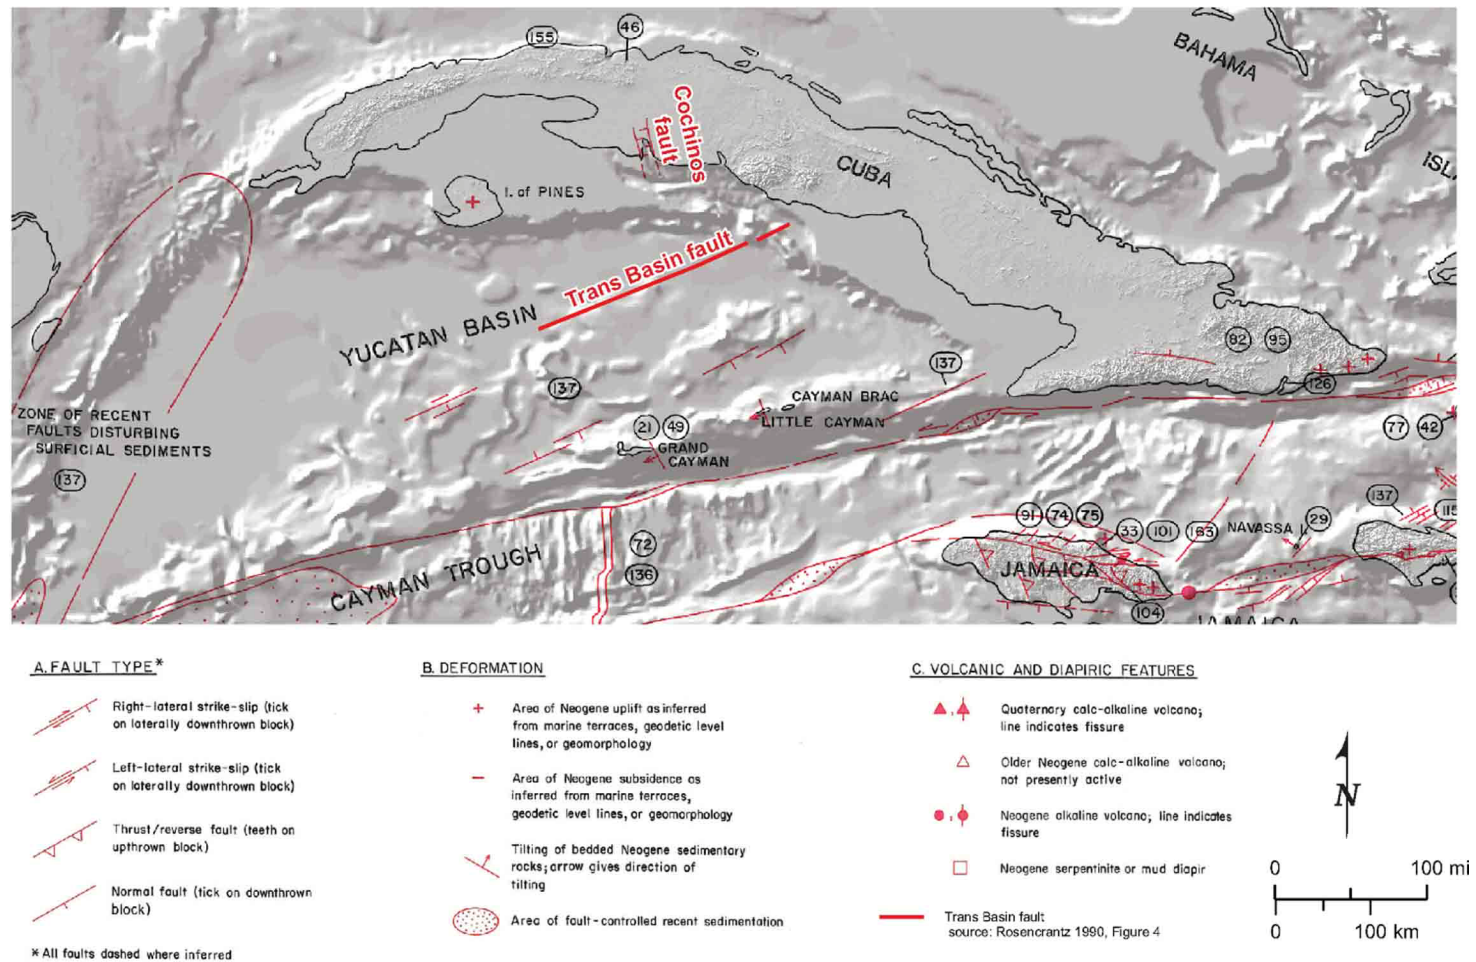 155
46
BAHAMA
ISL
Cochinos
fault
CUBA
I. of PINES
Trans Basin fault
YUCATAN BASIN
82
95
137
137
126
CAYMAN BRAC
LITTLE CAYMAN
ZONE OF RECENT
FAULTS DISTURBING
SURFICIAL SEDIMENTS
137
21
49
GRAND
CAYMAN
77
42
137
115
91
74
75
33
101
163
NAVASSA I.
29
72
136
CAYMAN TROUGH
JAMAICA
104
JAMAICA
A. FAULT TYPE*
Right-lateral strike-slip (tick
on laterally downthrown block)
Left-lateral strike-slip (tick
on laterally downthrown block)
Thrust/reverse fault (teeth on
upthrown block)
Normal fault (tick on downthrown
block)
*All faults dashed where inferred
B. DEFORMATION
Area of Neogene uplift as inferred
from marine terraces, geodetic level
lines, or geomorphology
Area of Neogene subsidence as
inferred from marine terraces,
geodetic level lines, or geomorphology
Tilting of bedded Neogene sedimentary
rocks; arrow gives direction of
tilting
Area of fault-controlled recent sedimentation
C. VOLCANIC AND DIAPIRIC FEATURES
Quaternary calc-alkaline volcano;
line indicates fissure
Older Neogene calc-alkaline volcano;
not presently active
Neogene alkaline volcano; line indicates
fissure
Neogene serpentinite or mud diapir
Trans Basin fault
source: Rosencrantz 1990, Figure 4
N
0 100 mi
0 100 km